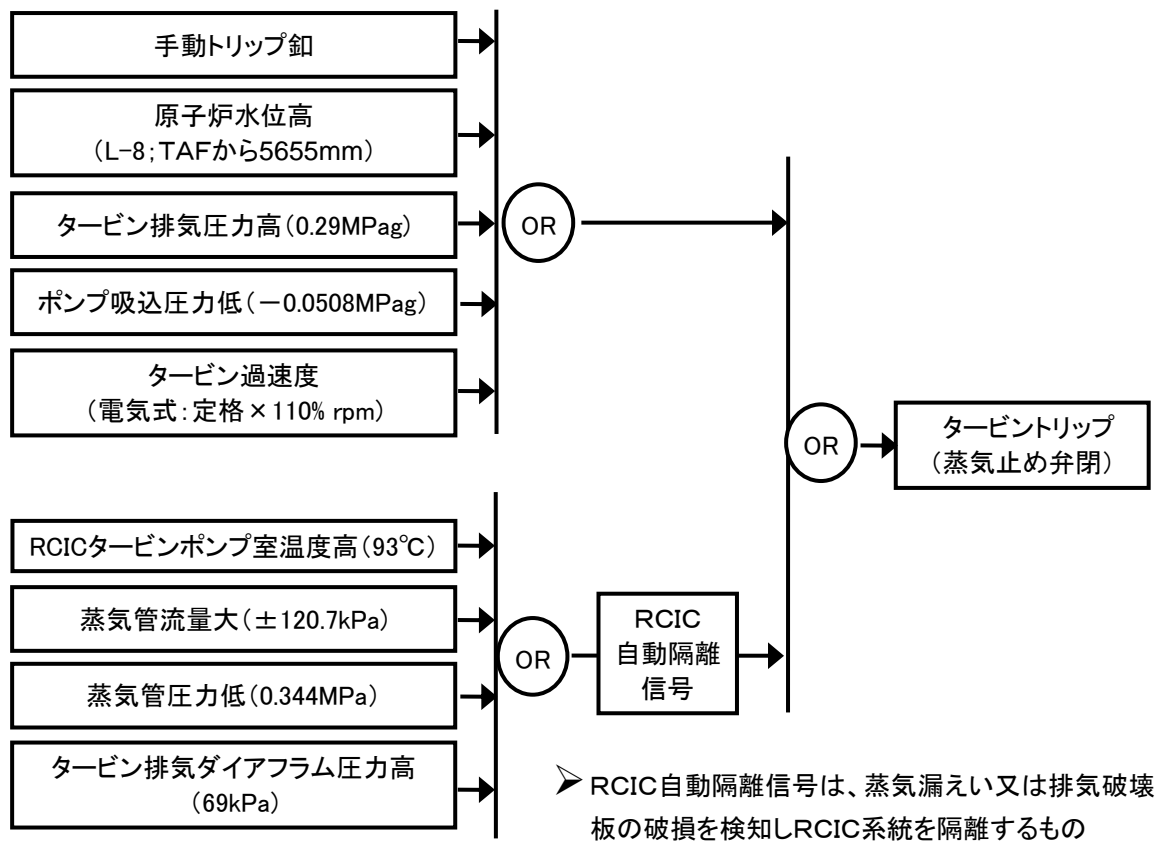 手動トリップ釦
原子炉水位高
(L-8;TAFから5655mm)
タービン排気圧力高(0.29MPag)
ポンプ吸込圧力低(-0.0508MPag)
タービン過速度
(電気式:定格×110% rpm)
OR
OR
タービントリップ
(蒸気止め弁閉)
RCICタービンポンプ室温度高(93℃)
蒸気管流量大(±120.7kPa)
蒸気管圧力低(0.344MPa)
タービン排気ダイアフラム圧力高
(69kPa)
OR
RCIC
自動隔離
信号
➢ RCIC自動隔離信号は、蒸気漏えい又は排気破壊
板の破損を検知しRCIC系統を隔離するもの